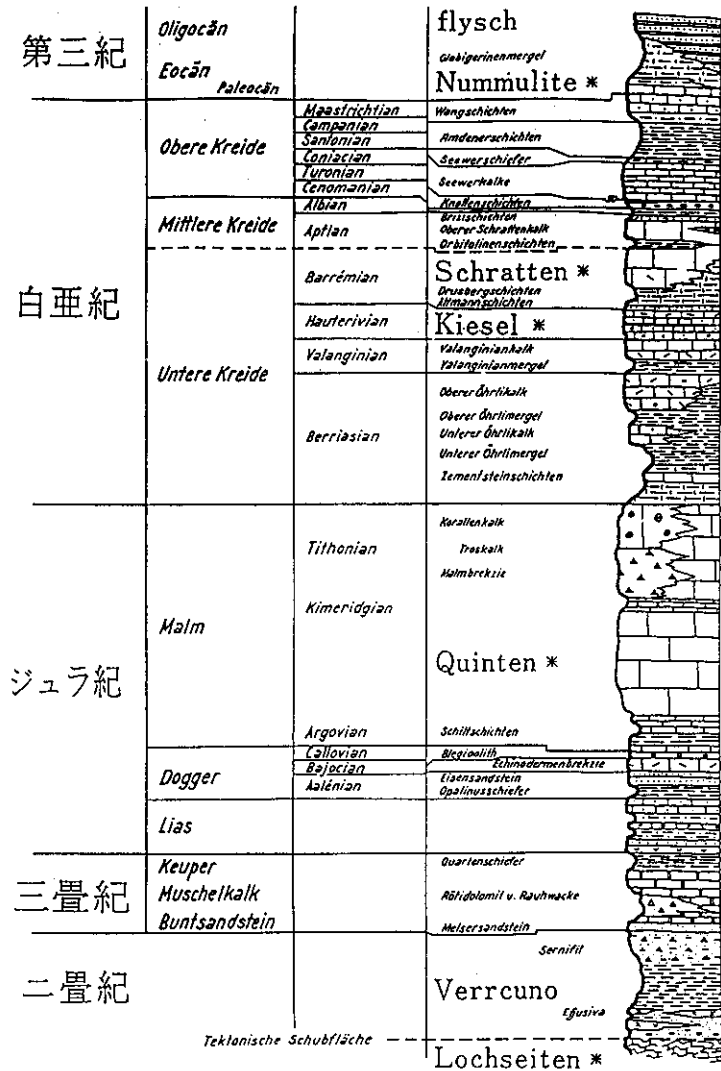 第三紀
Oligocän
flysch
Globigerinenmergel
Eocän
Paleocän
Nummulite *
白亜紀
Obere Kreide
Maastrichtian
Wangschichten
Campanian
Amdenerschichten
Santonian
Coniacian
Seewerschiefer
Turonian
Seewerkalke
Cenomanian
Mittlere Kreide
Albian
Knollenschichten
Brisischichten
Aptian
Oberer Schrattenkalk
Orbitolinenschichten
Untere Kreide
Barrémian
Schratten *
Drusbergschichten
Altmannschichten
Hauterivian
Kiesel *
Valanginian
Valanginiankalk
Valanginianmergel
Berriasian
Oberer Öhrlikalk
Oberer Öhrlimergel
Unterer Öhrlikalk
Unterer Öhrlimergel
Zementsteinschichten
ジュラ紀
Malm
Tithonian
Korallenkalk
Troskalk
Malmbrekzie
Kimeridgian
Quinten *
Argovian
Schiltschichten
Dogger
Callovian
Blegioolith
Bajocian
Echinodermenbrekzie
Aalénian
Eisensandstein
Opalinusschiefer
Lias
三畳紀
Keuper
Quartenschiefer
Muschelkalk
Rötidolomit u. Rauhwacke
Buntsandstein
Melsersandstein
二畳紀
Sernifit
Verrcuno
Effusiva
Tektonische Schubfläche
Lochseiten *